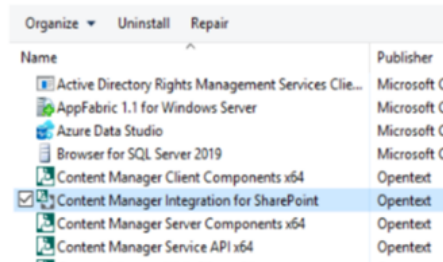 Organize Uninstall Repair
Name Publisher
Active Directory Rights Management Services Clie... Microsoft C
AppFabric 1.1 for Windows Server Microsoft C
Azure Data Studio Microsoft C
Browser for SQL Server 2019 Microsoft C
Content Manager Client Components x64 Opentext
Content Manager Integration for SharePoint Opentext
Content Manager Server Components x64 Opentext
Content Manager Service API x64 Opentext